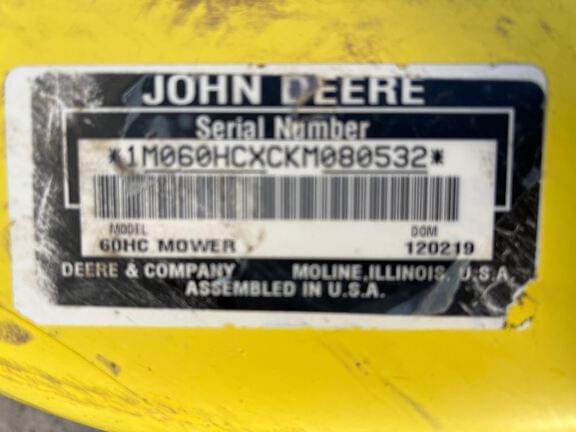 JOHN DEERE
Serial Number
*1M060HCXCKM080532*
MODEL DOM
60HC MOWER 120219
DEERE & COMPANY MOLINE, ILLINOIS, U.S.A.
ASSEMBLED IN U.S.A.